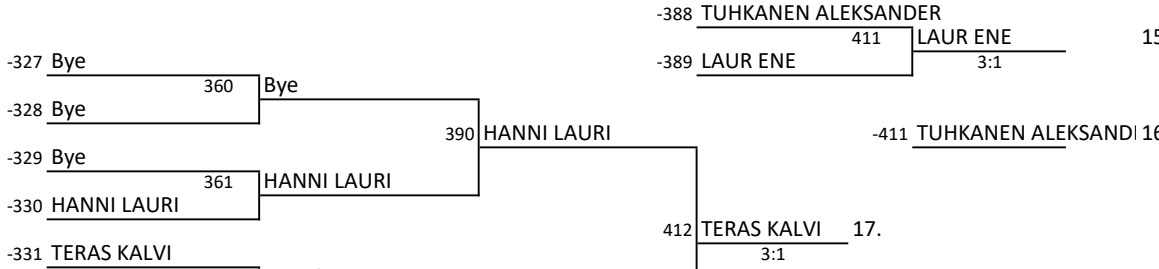 -388 TUHKANEN ALEKSANDER
411 LAUR ENE 15
-327 Bye
-389 LAUR ENE 3:1
360 Bye
-328 Bye
390 HANNI LAURI
-411 TUHKANEN ALEKSANDI 16
-329 Bye
361 HANNI LAURI
-330 HANNI LAURI
412 TERAS KALVI 17.
-331 TERAS KALVI
3:1